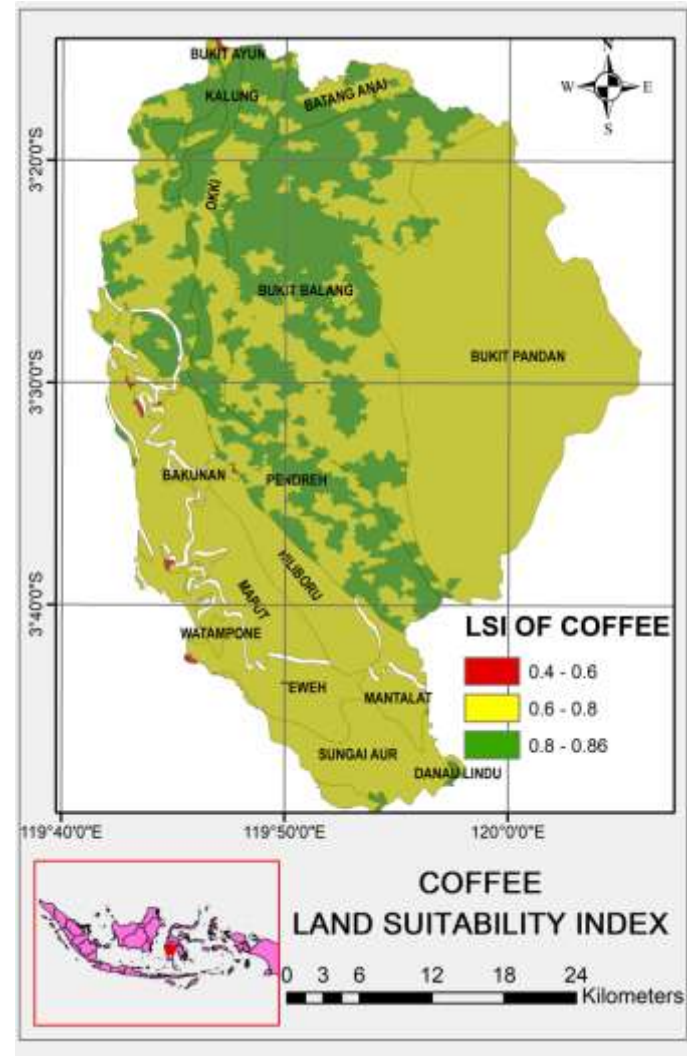 BUKIT AYUN
N
KALUNG
BATANG ANAI
W
E
S
3°20'0"S
OKKI
BUKIT BALANG
BUKIT PANDAN
3°30'0"S
BAKUNAN
PENDREH
HILIBORU
MAPUT
3°40'0"S
WATAMPONE
LSI OF COFFEE
0.4 - 0.6
TEWEH
MANTALAT
0.6 - 0.8
SUNGAI AUR
DANAU LINDU
0.8 - 0.86
119°40'0"E
119°50'0"E
120°0'0"E
COFFEE
LAND SUITABILITY INDEX
0 3 6 12 18 24
Kilometers